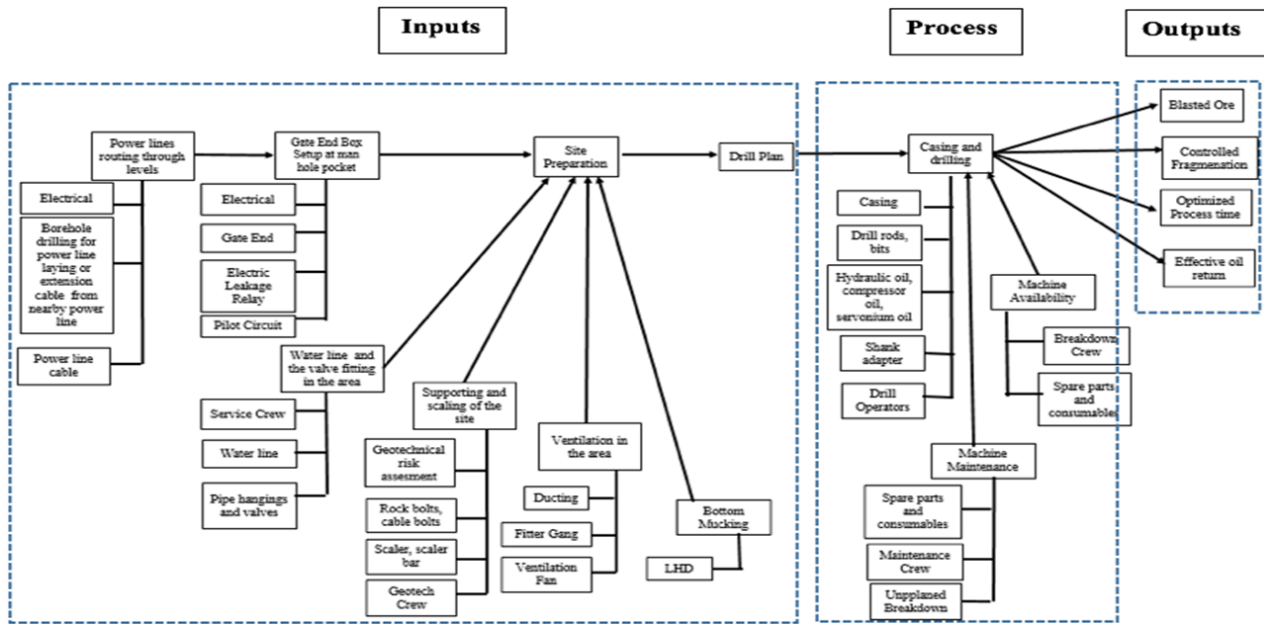 Inputs
Process
Outputs
Power lines
routing through
levels
Electrical
Borehole
drilling for
power line
laying or
extension
cable from
nearby power
line
Power line
cable
Gate End Box
Setup at man
hole pocket
Electrical
Gate End
Electric
Leakage
Relay
Pilot Circuit
Water line and
the valve fitting
in the area
Service Crew
Water line
Pipe hangings
and valves
Site
Preparation
Supporting and
scaling of the
site
Geotechnical
risk
assesment
Rock bolts,
cable bolts
Scaler, scaler
bar
Geotech
Crew
Ventilation in
the area
Ducting
Fitter Gang
Ventilation
Fan
Bottom
Mucking
LHD
Drill Plan
Casing and
drilling
Casing
Drill rods,
bits
Hydraulic oil,
compressor
oil,
servonium oil
Shank
adapter
Drill
Operators
Machine
Availability
Breakdown
Crew
Spare parts
and
consumables
Machine
Maintenance
Spare parts
and
consumables
Maintenance
Crew
Unpplaned
Breakdown
Blasted Ore
Controlled
Fragmenation
Optimized
Process time
Effective oil
return